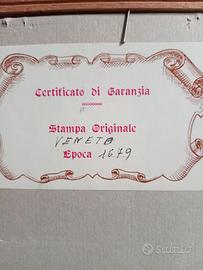 Certificato di Garanzia
Stampa Originale
VENETO
Epoca 1679
Subito